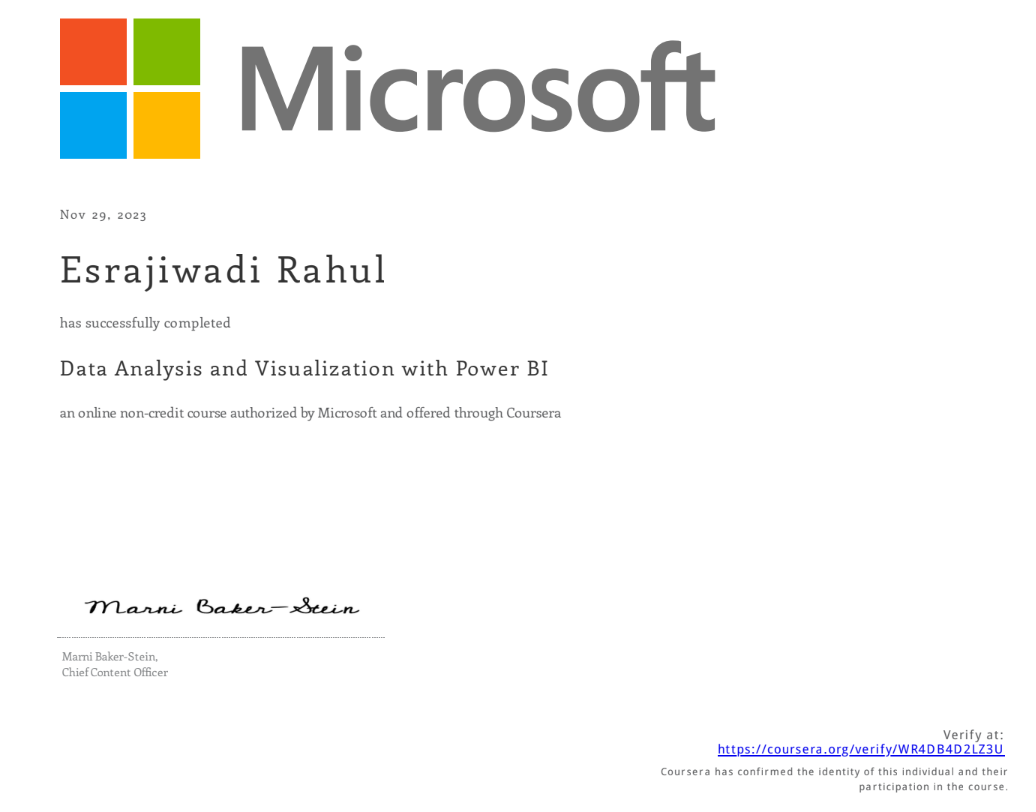 Microsoft
Nov 29, 2023
Esrajiwadi Rahul
has successfully completed
Data Analysis and Visualization with Power BI
an online non-credit course authorized by Microsoft and offered through Coursera
Marni Baker-Stein
Marni Baker-Stein,
Chief Content Officer
Verify at:
https://coursera.org/verify/WR4DB4D2LZ3U
Coursera has confirmed the identity of this individual and their
participation in the course.